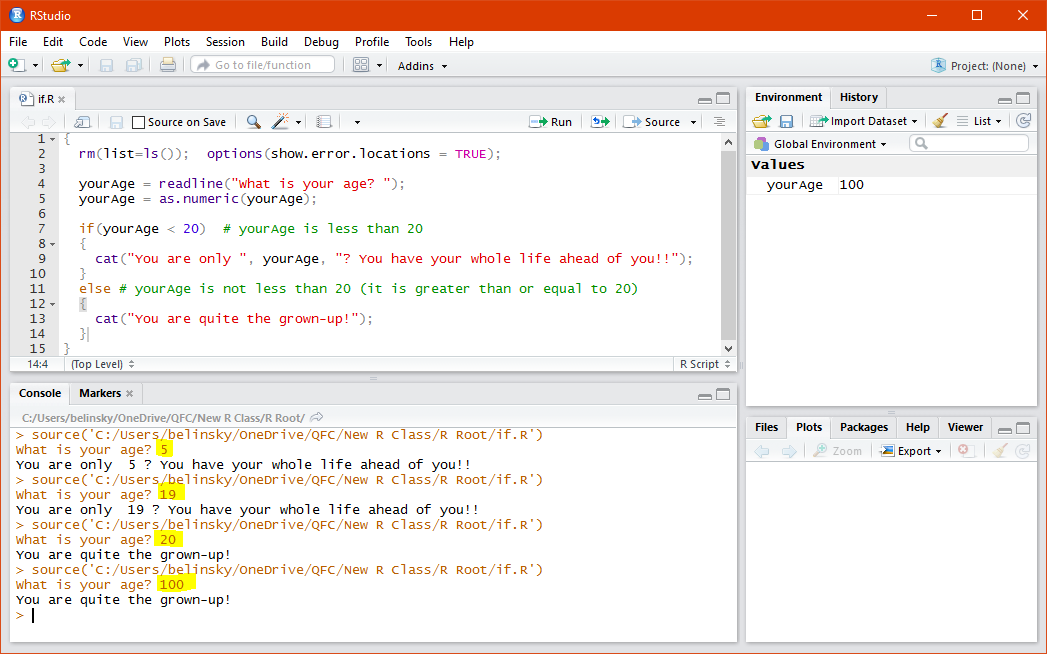 RStudio
File Edit Code View Plots Session Build Debug Profile Tools Help
Go to file/function Addins Project: (None)
if.R
Source on Save Run Source
1 {
2 rm(list=ls()); options(show.error.locations = TRUE);
3
4 yourAge = readline("What is your age? ");
5 yourAge = as.numeric(yourAge);
6
7 if(yourAge < 20) # yourAge is less than 20
8 {
9 cat("You are only ", yourAge, "? You have your whole life ahead of you!!");
10 }
11 else # yourAge is not less than 20 (it is greater than or equal to 20)
12 {
13 cat("You are quite the grown-up!");
14 }
15 }
14:4 (Top Level) R Script
Console Markers
C:/Users/belinsky/OneDrive/QFC/New R Class/R Root/
> source('C:/Users/belinsky/OneDrive/QFC/New R Class/R Root/if.R')
What is your age? 5
You are only  5 ? You have your whole life ahead of you!!
> source('C:/Users/belinsky/OneDrive/QFC/New R Class/R Root/if.R')
What is your age? 19
You are only  19 ? You have your whole life ahead of you!!
> source('C:/Users/belinsky/OneDrive/QFC/New R Class/R Root/if.R')
What is your age? 20
You are quite the grown-up!
> source('C:/Users/belinsky/OneDrive/QFC/New R Class/R Root/if.R')
What is your age? 100
You are quite the grown-up!
>
Environment History
Import Dataset List
Global Environment
Values
yourAge 100
Files Plots Packages Help Viewer
Zoom Export